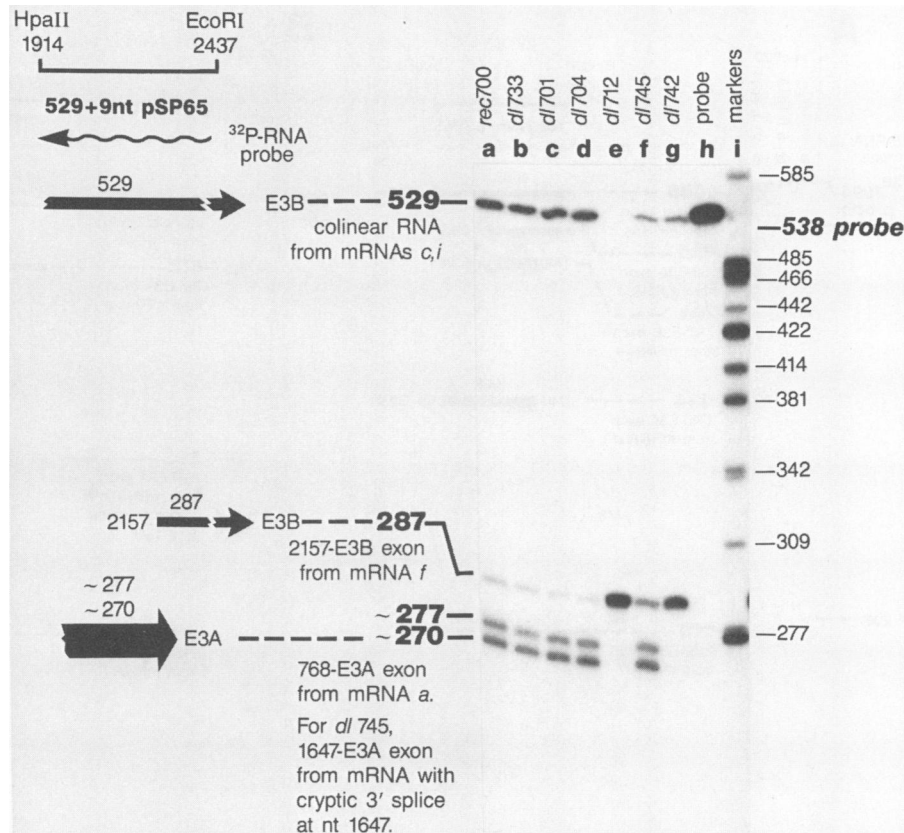 HpaII EcoRI
1914 2437
529+9nt pSP65
32P-RNA
probe
529
E3B 529
colinear RNA
from mRNAs c,i
287
2157 E3B 287
2157-E3B exon
from mRNA f
~ 277
~ 270
~277
E3A ~270
768-E3A exon
from mRNA a.
For dl 745,
1647-E3A exon
from mRNA with
cryptic 3′ splice
at nt 1647.
rec700
dl733
dl701
dl704
dl712
dl745
dl742
probe
markers
a b c d e f g h i
585
538 probe
485
466
442
422
414
381
342
309
277